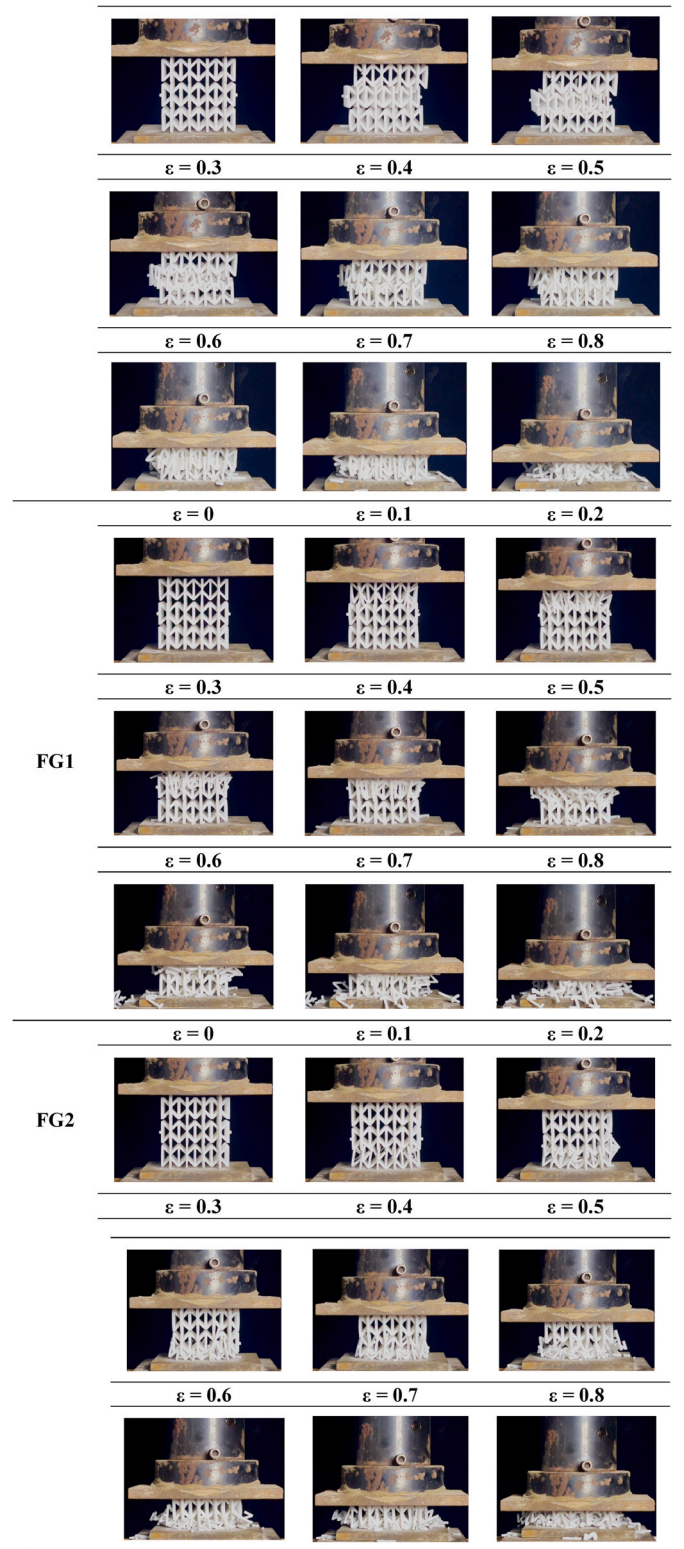 ε = 0.3 ε = 0.4 ε = 0.5
ε = 0.6 ε = 0.7 ε = 0.8
ε = 0 ε = 0.1 ε = 0.2
ε = 0.3 ε = 0.4 ε = 0.5
FG1
ε = 0.6 ε = 0.7 ε = 0.8
ε = 0 ε = 0.1 ε = 0.2
FG2
ε = 0.3 ε = 0.4 ε = 0.5
ε = 0.6 ε = 0.7 ε = 0.8